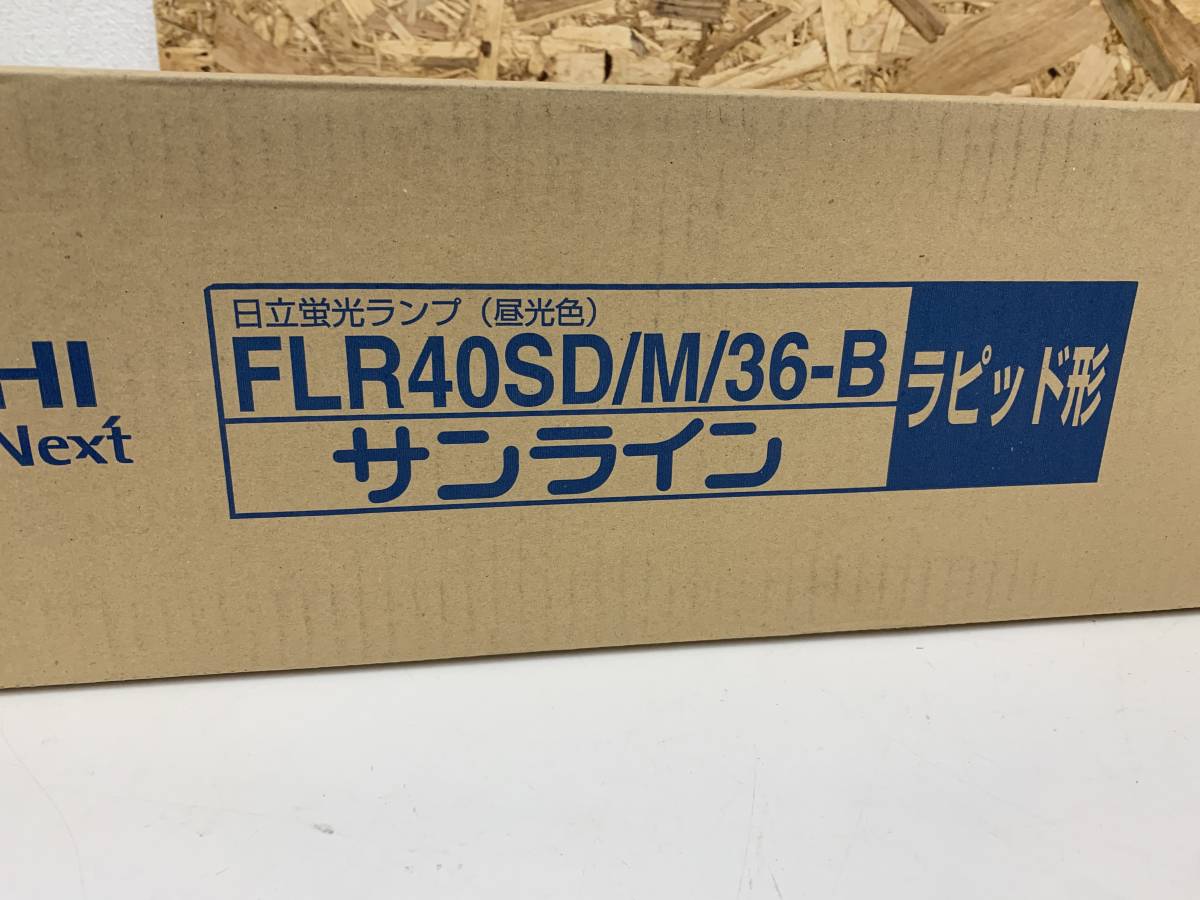 HI
Next
日立蛍光ランプ（昼光色）
FLR40SD/M/36-B
サンライン
ラピッド形